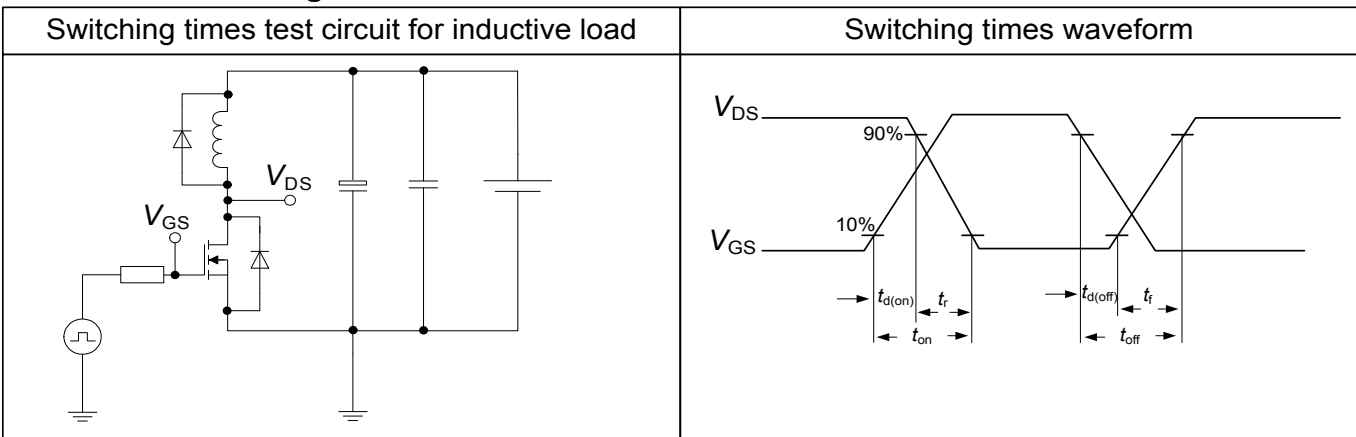 Switching times test circuit for inductive load
Switching times waveform
VDS
VGS
VDS
90%
10%
VGS
td(on)
tr
ton
td(off)
tf
toff